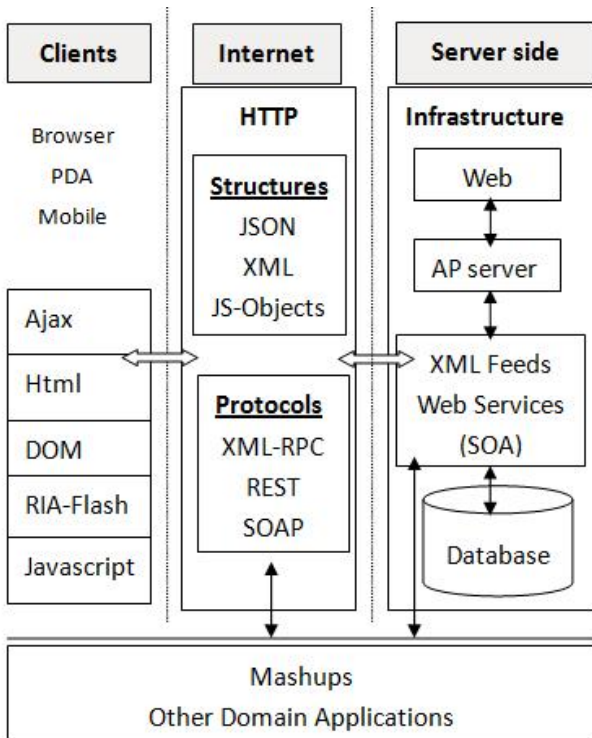 Clients
Browser
PDA
Mobile
Ajax
Html
DOM
RIA-Flash
Javascript
Internet
HTTP
Structures
JSON
XML
JS-Objects
Protocols
XML-RPC
REST
SOAP
Server side
Infrastructure
Web
AP server
XML Feeds
Web Services
(SOA)
Database
Mashups
Other Domain Applications